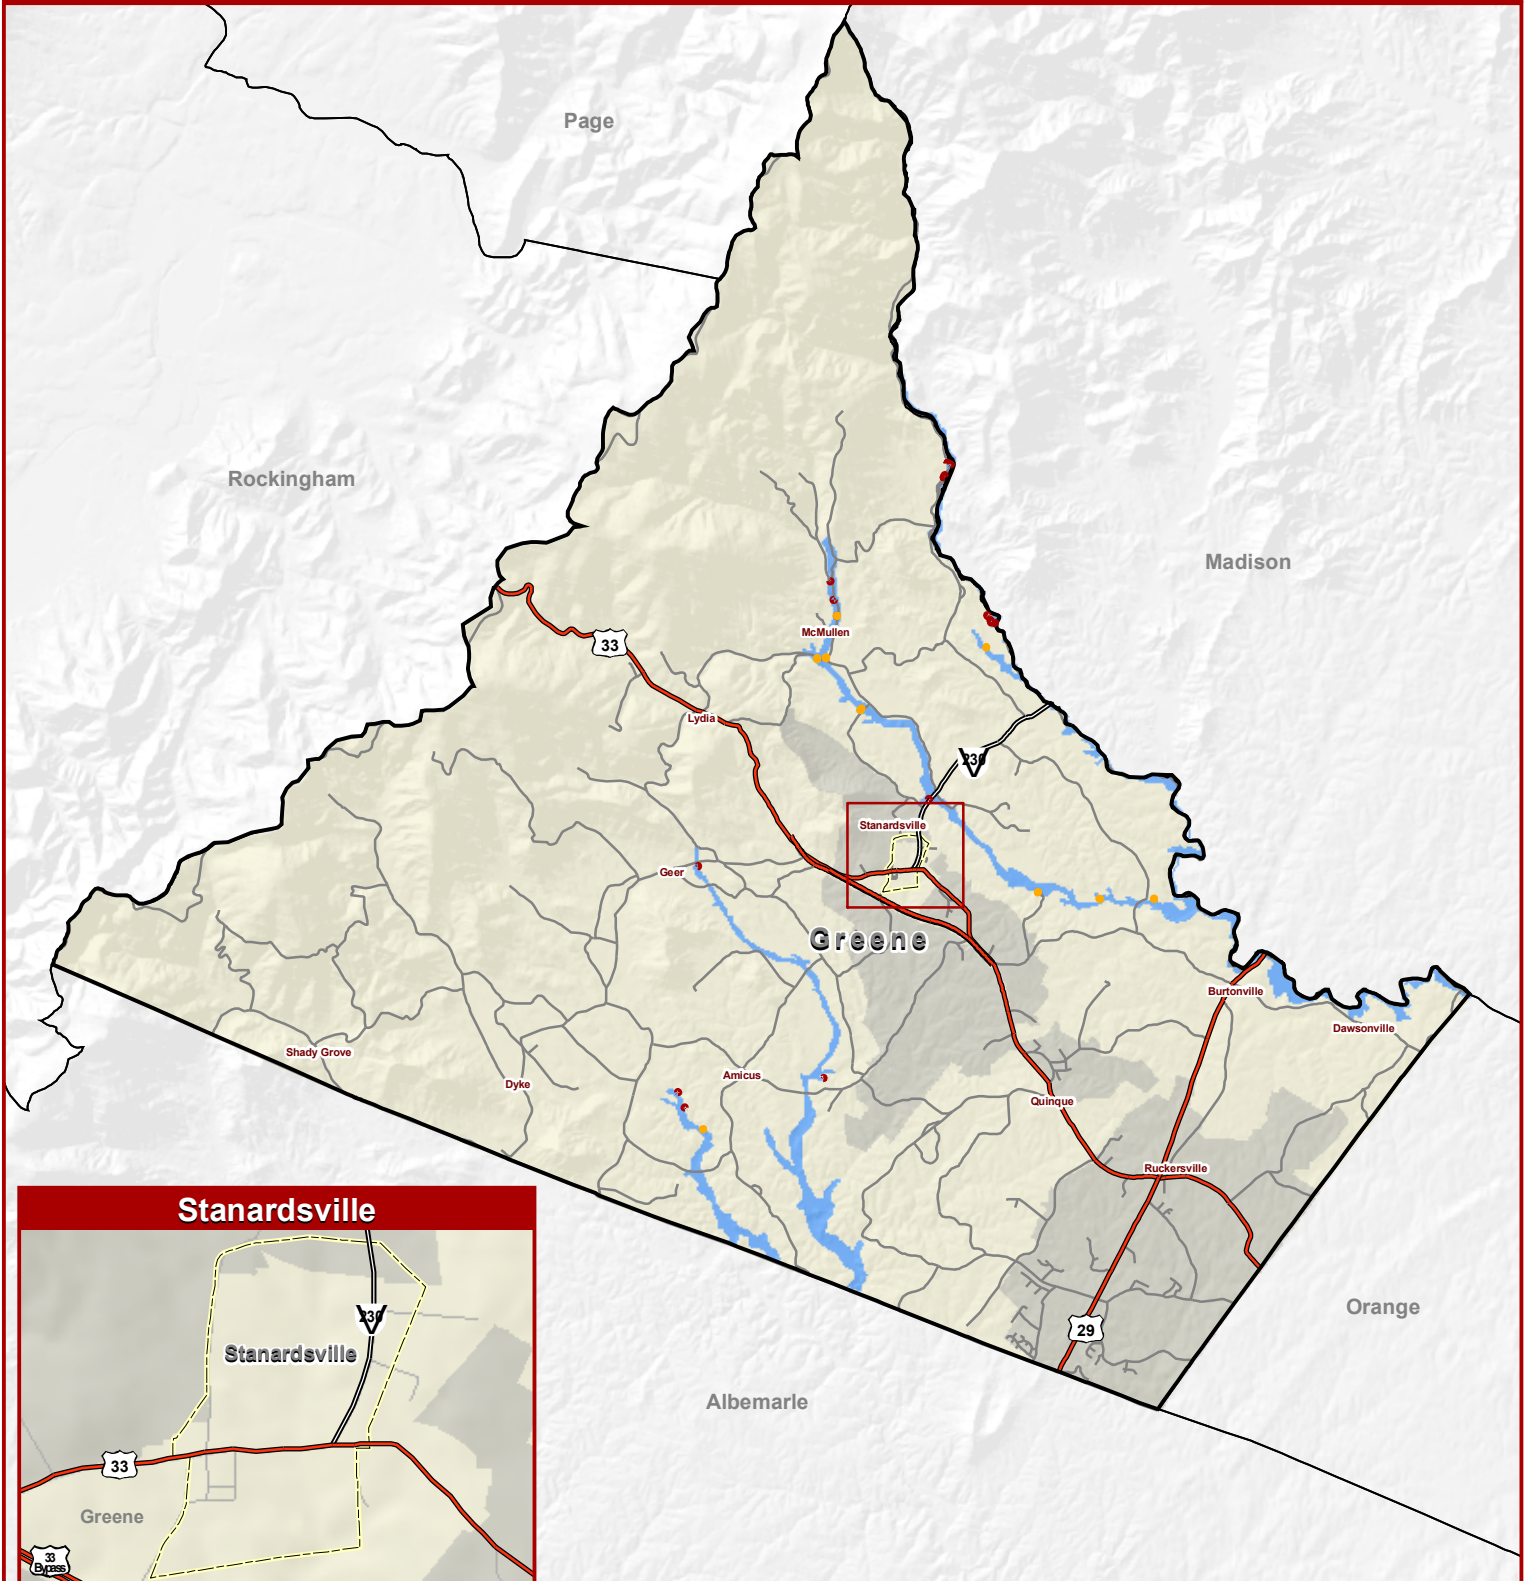 Page
Rockingham
Madison
33
McMullen
Lydia
230
Stanardsville
Geer
Greene
Burtonville
Dawsonville
Shady Grove
Dyke
Amicus
Quinque
Ruckersville
29
Orange
Albemarle
Stanardsville
230
Stanardsville
33
Greene
33
Bypass